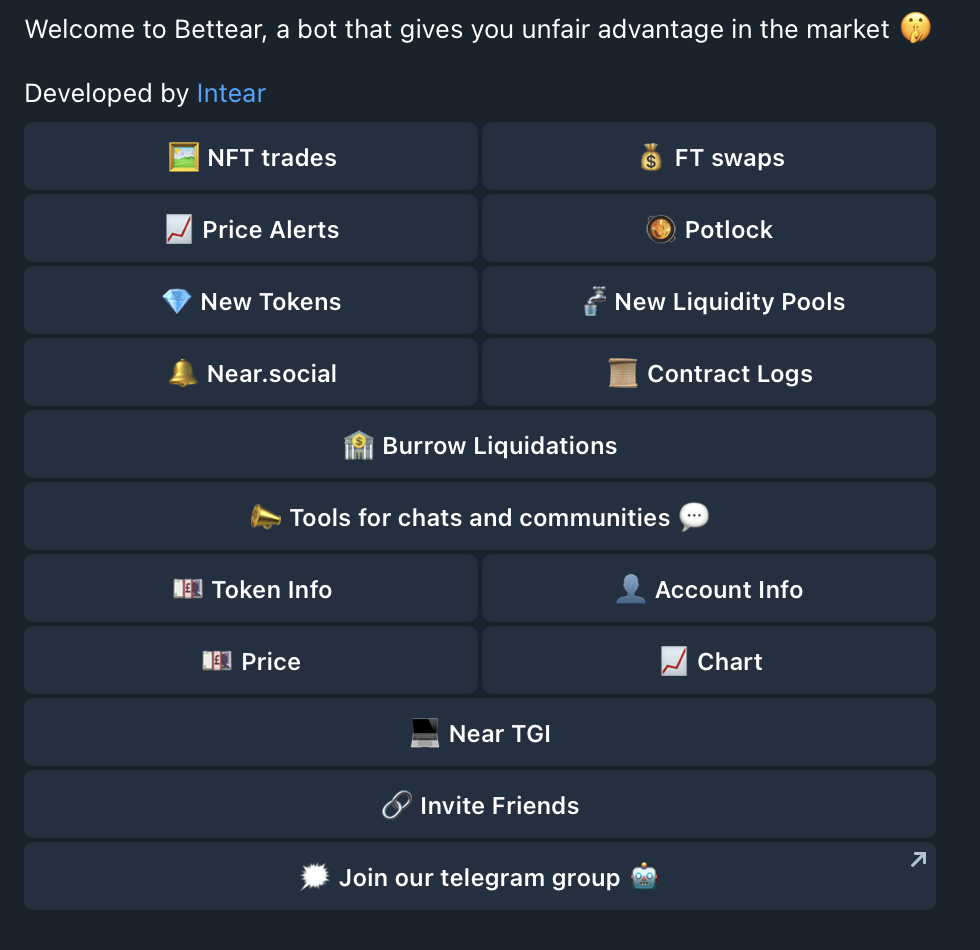 Welcome to Bettear, a bot that gives you unfair advantage in the market 🤫
Developed by Intear
🖼️ NFT trades
💰 FT swaps
📈 Price Alerts
🥘 Potlock
💎 New Tokens
🚰 New Liquidity Pools
🔔 Near.social
📜 Contract Logs
🏦 Burrow Liquidations
📣 Tools for chats and communities 💬
💷 Token Info
👤 Account Info
💷 Price
📈 Chart
💻 Near TGI
🔗 Invite Friends
🗯 Join our telegram group 🤖